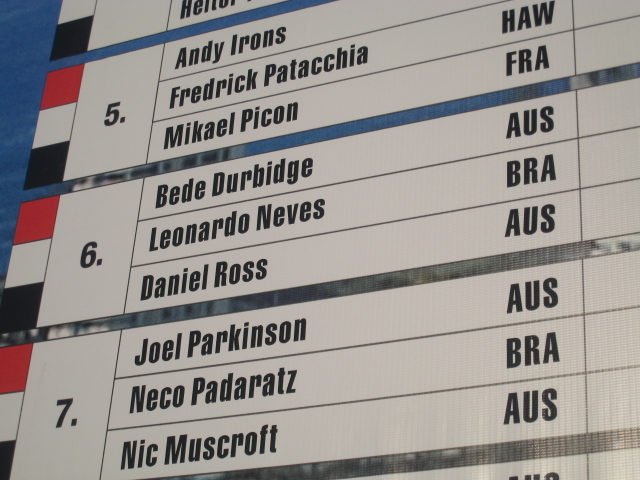 Andy Irons
5. Fredrick Patacchia HAW
Mikael Picon FRA
Bede Durbidge AUS
6. Leonardo Neves BRA
Daniel Ross AUS
Joel Parkinson AUS
7. Neco Padaratz BRA
Nic Muscroft AUS